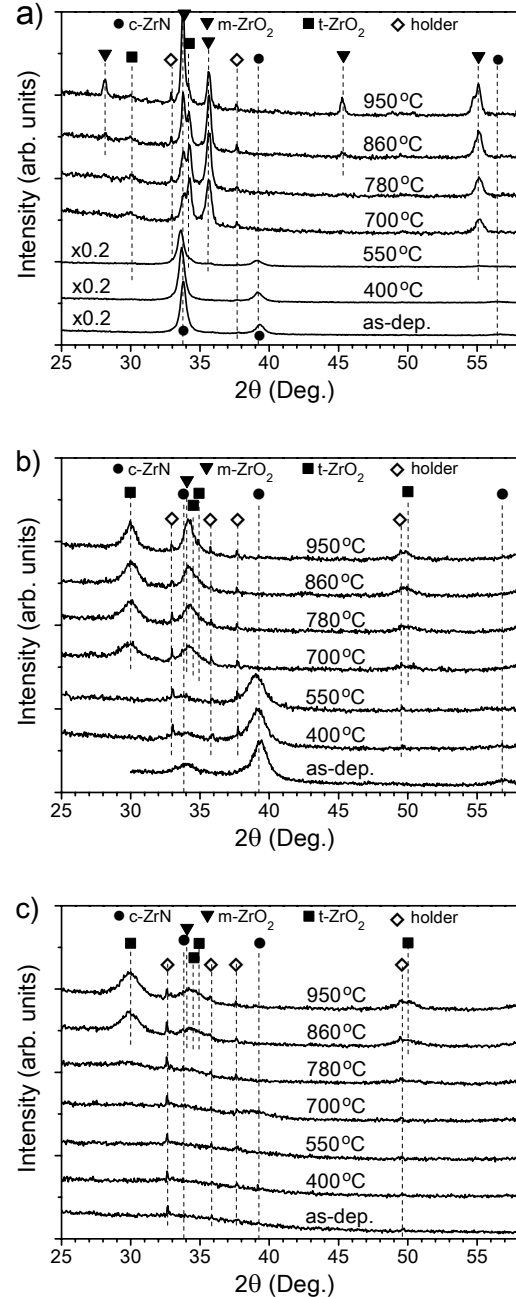 a)
c-ZrN m-ZrO₂ t-ZrO₂ holder
950°C
860°C
780°C
700°C
x0.2 550°C
x0.2 400°C
x0.2 as-dep.
25 30 35 40 45 50 55
2θ (Deg.)
Intensity (arb. units)
b)
c-ZrN m-ZrO₂ t-ZrO₂ holder
950°C
860°C
780°C
700°C
550°C
400°C
as-dep.
25 30 35 40 45 50 55
2θ (Deg.)
Intensity (arb. units)
c)
c-ZrN m-ZrO₂ t-ZrO₂ holder
950°C
860°C
780°C
700°C
550°C
400°C
as-dep.
25 30 35 40 45 50 55
2θ (Deg.)
Intensity (arb. units)